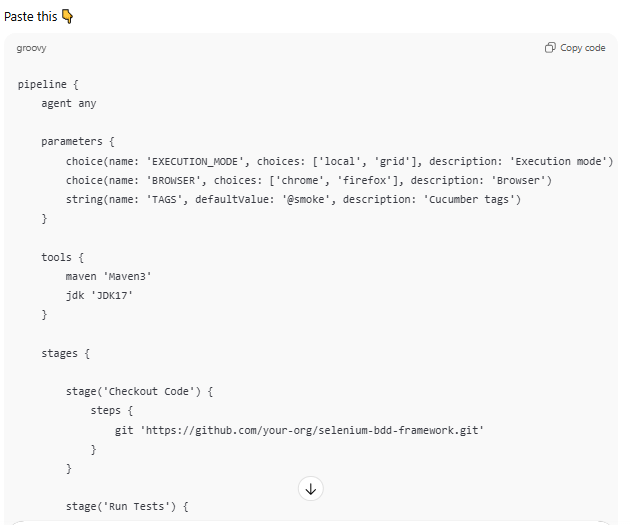 Paste this 👇
groovy
Copy code
pipeline {
    agent any

    parameters {
        choice(name: 'EXECUTION_MODE', choices: ['local', 'grid'], description: 'Execution mode')
        choice(name: 'BROWSER', choices: ['chrome', 'firefox'], description: 'Browser')
        string(name: 'TAGS', defaultValue: '@smoke', description: 'Cucumber tags')
    }

    tools {
        maven 'Maven3'
        jdk 'JDK17'
    }

    stages {

        stage('Checkout Code') {
            steps {
                git 'https://github.com/your-org/selenium-bdd-framework.git'
            }
        }

        stage('Run Tests') {